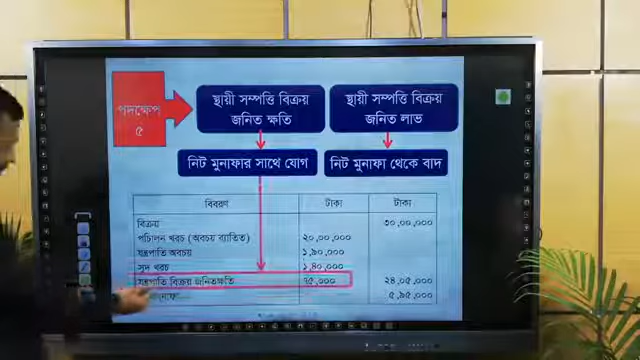 পদক্ষেপ
৫
স্থায়ী সম্পত্তি বিক্রয়
জনিত ক্ষতি
স্থায়ী সম্পত্তি বিক্রয়
জনিত লাভ
নিট মুনাফার সাথে যোগ
নিট মুনাফা থেকে বাদ
বিবরণ টাকা টাকা
বিক্রয় ৩০,০০,০০০
পরিচালন খরচ (অবচয় ব্যতিত) ২০,০০,০০০
যন্ত্রপাতি অবচয় ১,৯০,০০০
সুদ খরচ ১,৪০,০০০
যন্ত্রপাতি বিক্রয় জনিতক্ষতি ৭৫,০০০ ২৪,০৫,০০০
৫,৯৫,০০০